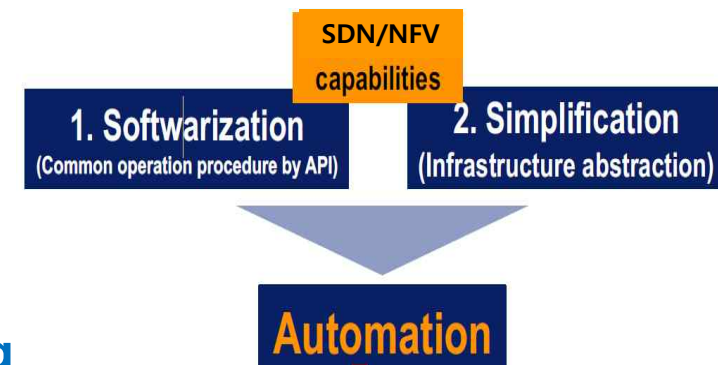 SDN/NFV
capabilities
1. Softwarization
(Common operation procedure by API)
2. Simplification
(Infrastructure abstraction)
Automation